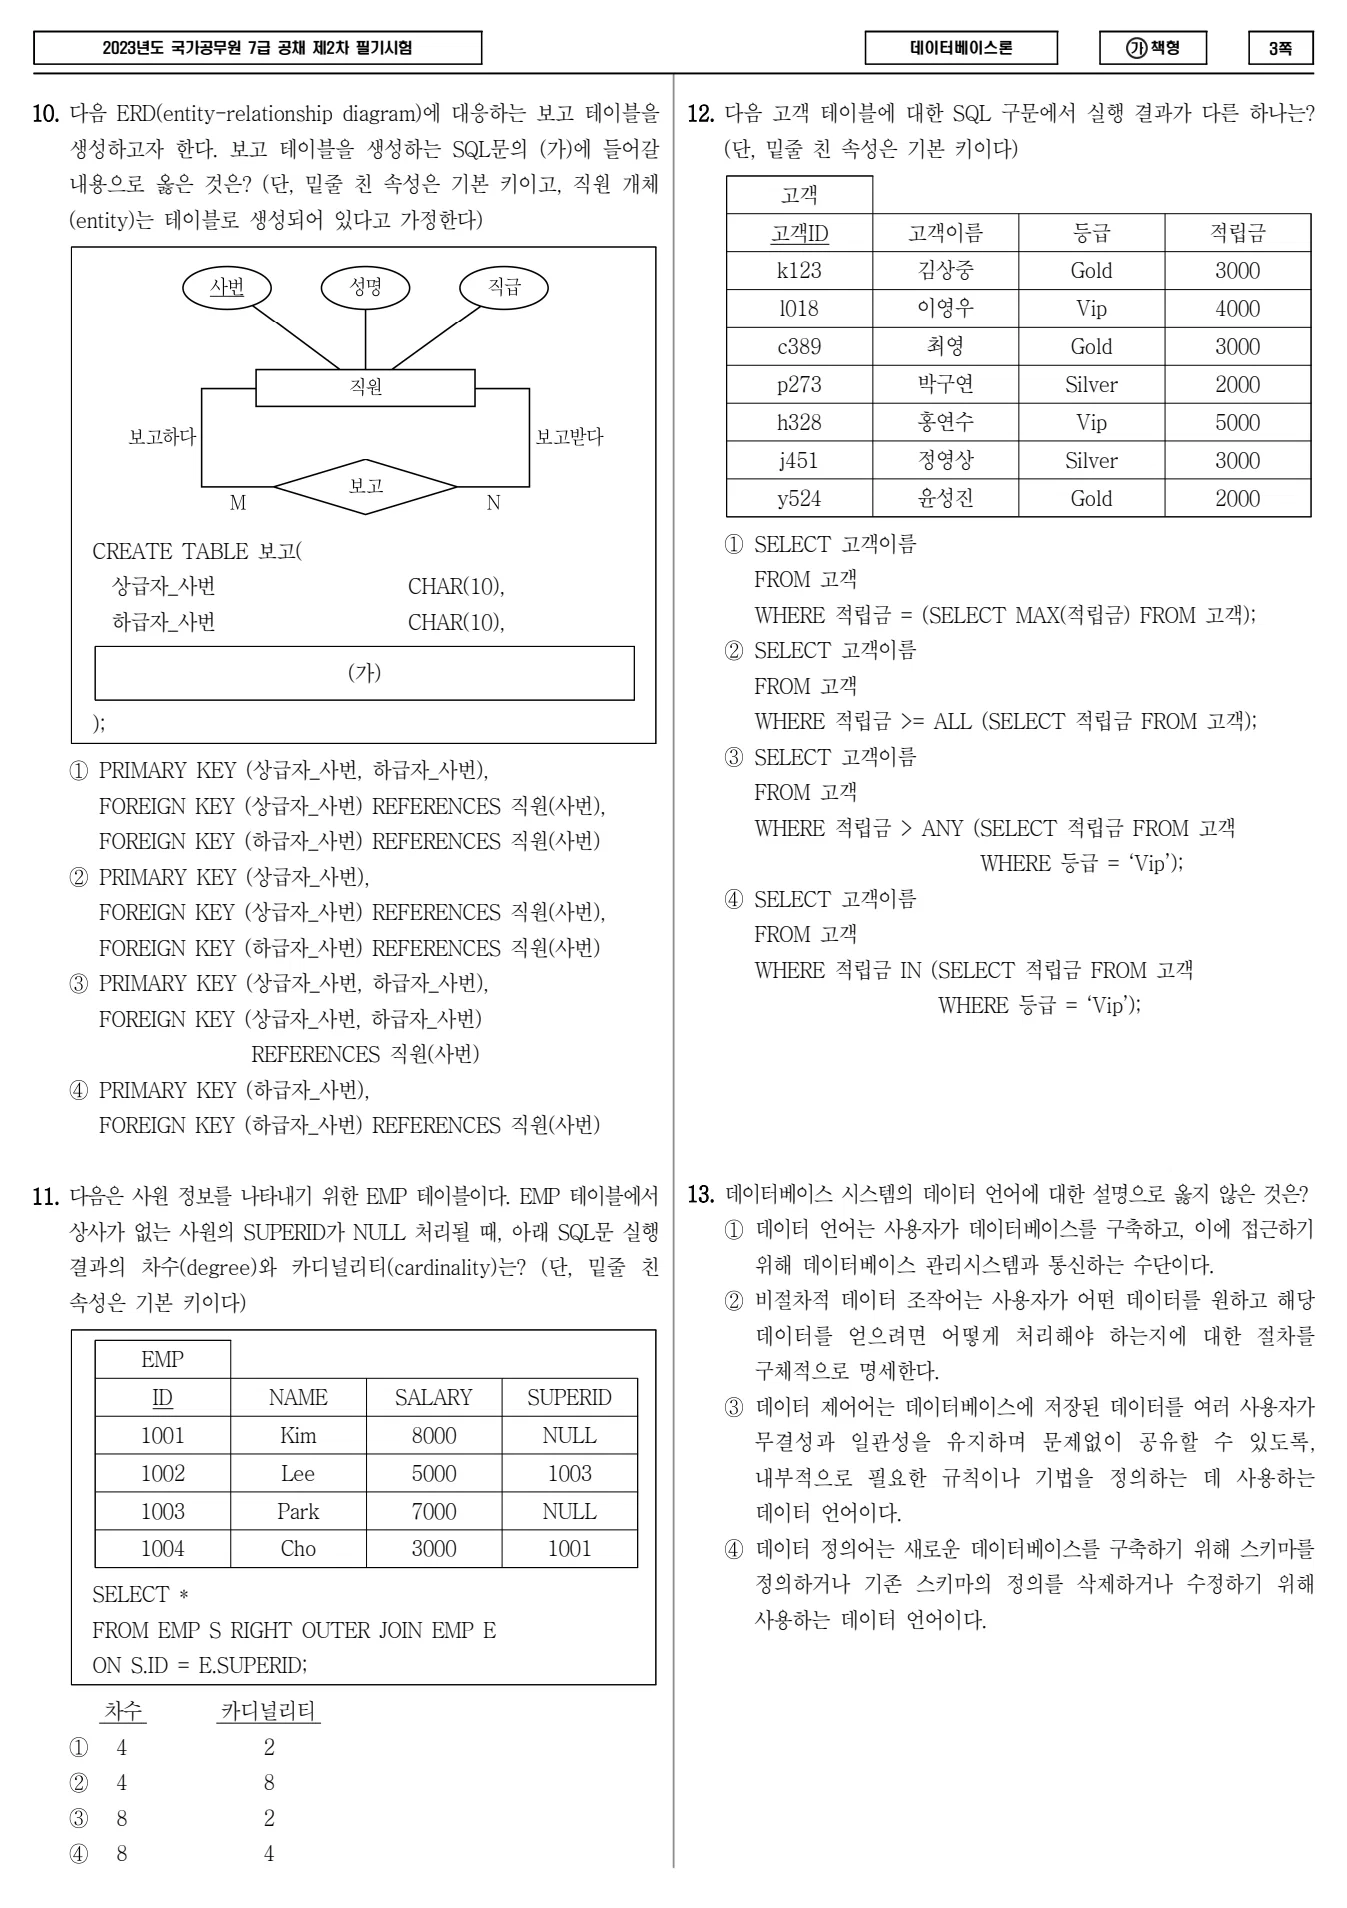 2023년도 국가공무원 7급 공채 제2차 필기시험
데이터베이스론
㉮ 책형
3쪽
10. 다음 ERD(entity-relationship diagram)에 대응하는 보고 테이블을
생성하고자 한다. 보고 테이블을 생성하는 SQL문의 (가)에 들어갈
내용으로 옳은 것은? (단, 밑줄 친 속성은 기본 키이고, 직원 개체
(entity)는 테이블로 생성되어 있다고 가정한다)
사번
성명
직급
직원
보고하다
보고받다
보고
M
N
CREATE TABLE 보고(
상급자_사번 CHAR(10),
하급자_사번 CHAR(10),
(가)
);
① PRIMARY KEY (상급자_사번, 하급자_사번),
FOREIGN KEY (상급자_사번) REFERENCES 직원(사번),
FOREIGN KEY (하급자_사번) REFERENCES 직원(사번)
② PRIMARY KEY (상급자_사번),
FOREIGN KEY (상급자_사번) REFERENCES 직원(사번),
FOREIGN KEY (하급자_사번) REFERENCES 직원(사번)
③ PRIMARY KEY (상급자_사번, 하급자_사번),
FOREIGN KEY (상급자_사번, 하급자_사번)
REFERENCES 직원(사번)
④ PRIMARY KEY (하급자_사번),
FOREIGN KEY (하급자_사번) REFERENCES 직원(사번)
11. 다음은 사원 정보를 나타내기 위한 EMP 테이블이다. EMP 테이블에서
상사가 없는 사원의 SUPERID가 NULL 처리될 때, 아래 SQL문 실행
결과의 차수(degree)와 카디널리티(cardinality)는? (단, 밑줄 친
속성은 기본 키이다)
EMP
ID NAME SALARY SUPERID
1001 Kim 8000 NULL
1002 Lee 5000 1003
1003 Park 7000 NULL
1004 Cho 3000 1001
SELECT *
FROM EMP S RIGHT OUTER JOIN EMP E
ON S.ID = E.SUPERID;
차수 카디널리티
① 4 2
② 4 8
③ 8 2
④ 8 4
12. 다음 고객 테이블에 대한 SQL 구문에서 실행 결과가 다른 하나는?
(단, 밑줄 친 속성은 기본 키이다)
고객
고객ID 고객이름 등급 적립금
k123 김상중 Gold 3000
l018 이영우 Vip 4000
c389 최영 Gold 3000
p273 박구연 Silver 2000
h328 홍연수 Vip 5000
j451 정영상 Silver 3000
y524 윤성진 Gold 2000
① SELECT 고객이름
FROM 고객
WHERE 적립금 = (SELECT MAX(적립금) FROM 고객);
② SELECT 고객이름
FROM 고객
WHERE 적립금 >= ALL (SELECT 적립금 FROM 고객);
③ SELECT 고객이름
FROM 고객
WHERE 적립금 > ANY (SELECT 적립금 FROM 고객
WHERE 등급 = ‘Vip’);
④ SELECT 고객이름
FROM 고객
WHERE 적립금 IN (SELECT 적립금 FROM 고객
WHERE 등급 = ‘Vip’);
13. 데이터베이스 시스템의 데이터 언어에 대한 설명으로 옳지 않은 것은?
① 데이터 언어는 사용자가 데이터베이스를 구축하고, 이에 접근하기
위해 데이터베이스 관리시스템과 통신하는 수단이다.
② 비절차적 데이터 조작어는 사용자가 어떤 데이터를 원하고 해당
데이터를 얻으려면 어떻게 처리해야 하는지에 대한 절차를
구체적으로 명세한다.
③ 데이터 제어어는 데이터베이스에 저장된 데이터를 여러 사용자가
무결성과 일관성을 유지하며 문제없이 공유할 수 있도록,
내부적으로 필요한 규칙이나 기법을 정의하는 데 사용하는
데이터 언어이다.
④ 데이터 정의어는 새로운 데이터베이스를 구축하기 위해 스키마를
정의하거나 기존 스키마의 정의를 삭제하거나 수정하기 위해
사용하는 데이터 언어이다.